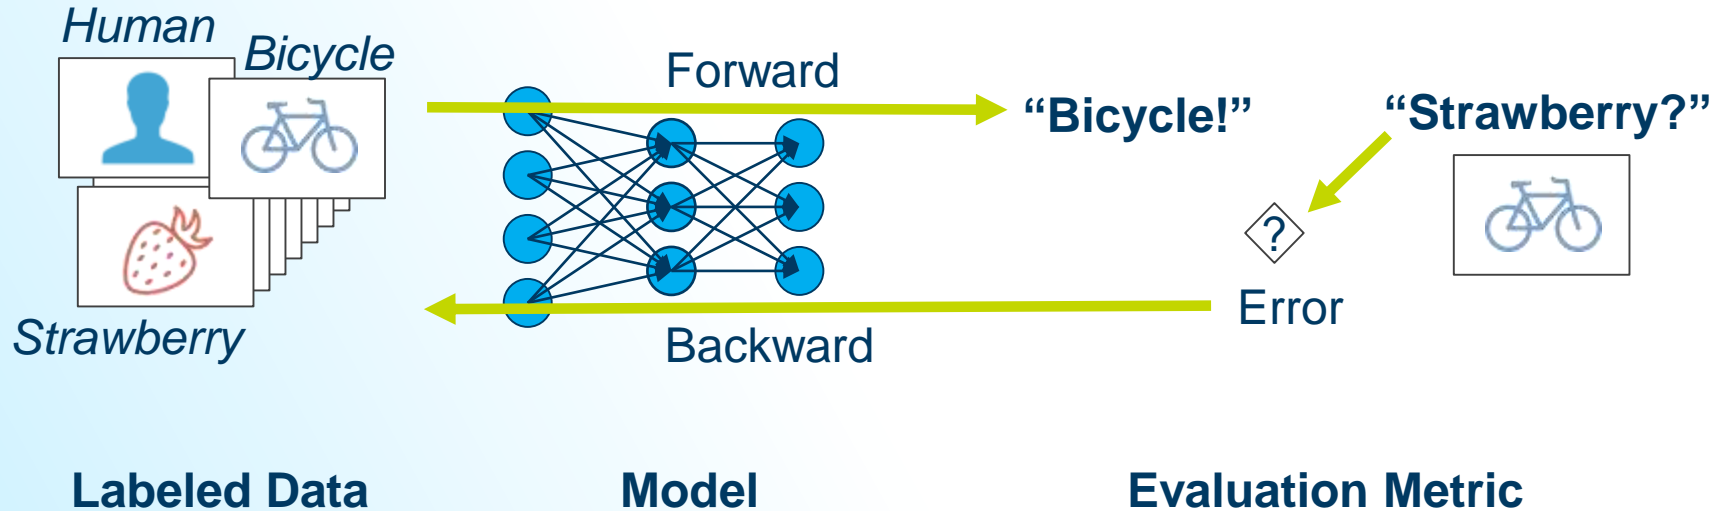 Human
Bicycle
Strawberry
Forward
Backward
“Bicycle!”
“Strawberry?”
?
Error
Labeled Data
Model
Evaluation Metric